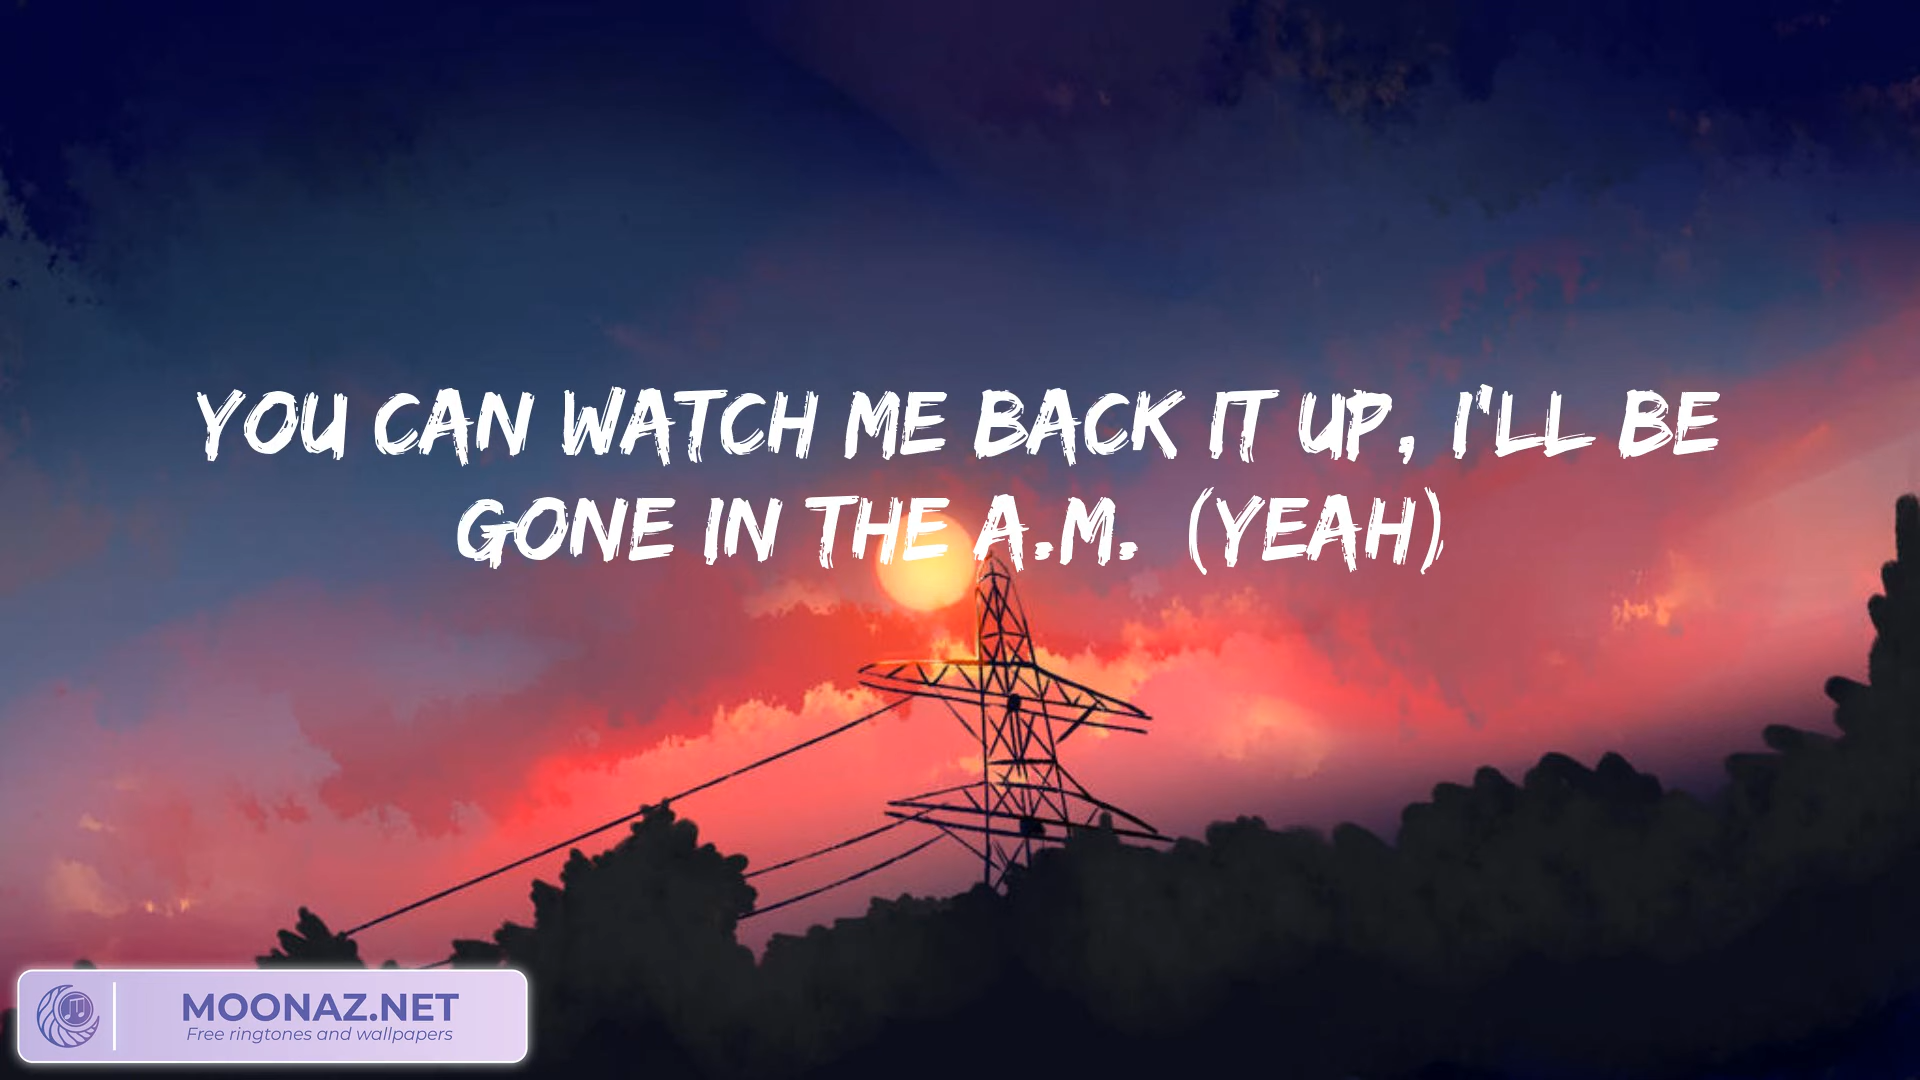 YOU CAN WATCH ME BACK IT UP, I'LL BE
GONE IN THE A.M. (YEAH)
MOONAZ.NET
Free ringtones and wallpapers